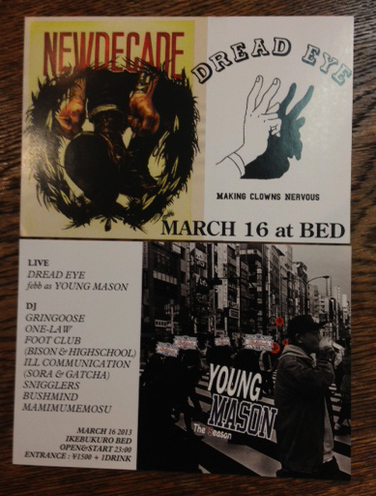 NEWDECADE
DREAD EYE
MAKING CLOWNS NERVOUS
MARCH 16 at BED
LIVE
DREAD EYE
febb as YOUNG MASON
DJ
GRINGOOSE
ONE-LAW
FOOT CLUB
(BISON & HIGHSCHOOL)
ILL COMMUNICATION
(SORA & GATCHA)
SNIGGLERS
BUSHMIND
MAMIMUMEMOSU
MARCH 16 2013
IKEBUKURO BED
OPEN&START 23:00
ENTRANCE : ¥1500 + 1DRINK
YOUNG
MASON
The Season